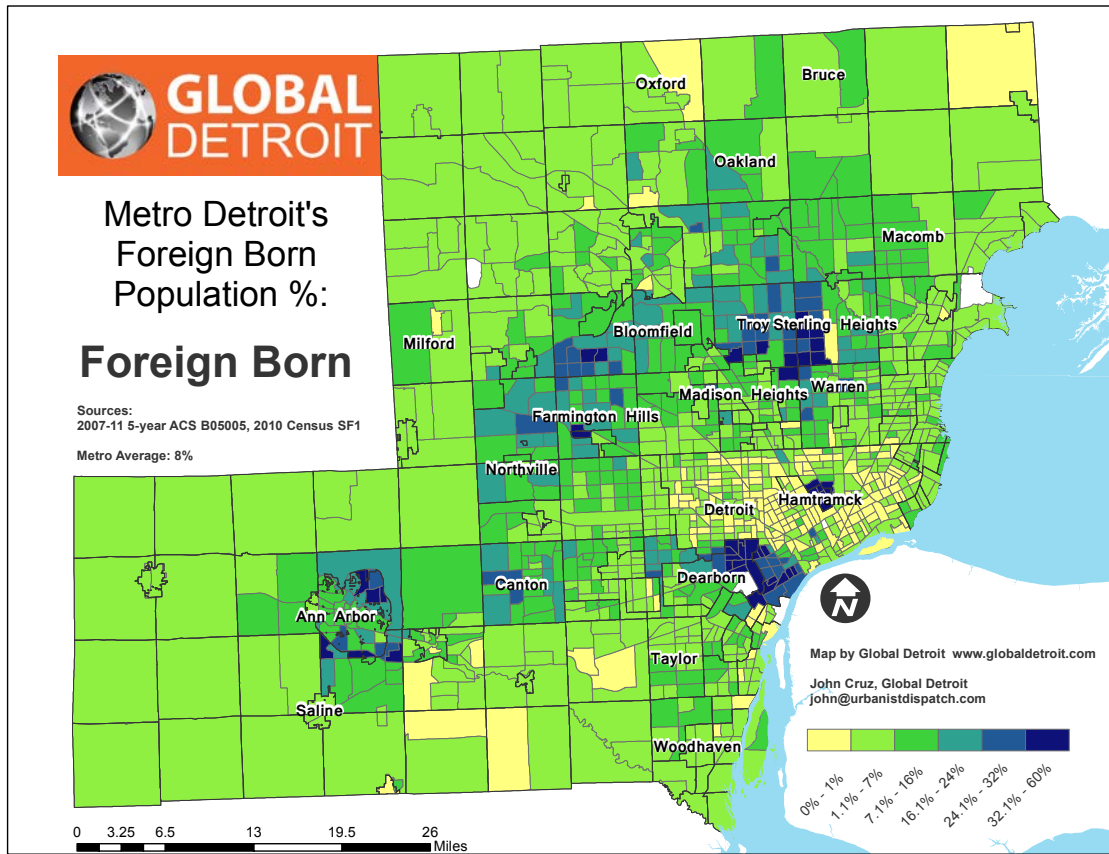 GLOBAL
DETROIT
Metro Detroit's
Foreign Born
Population %:
Foreign Born
Sources:
2007-11 5-year ACS B05005, 2010 Census SF1
Metro Average: 8%
Oxford
Bruce
Oakland
Macomb
Milford
Bloomfield
Troy
Sterling Heights
Madison Heights
Warren
Farmington Hills
Northville
Detroit
Hamtramck
Dearborn
Canton
Ann Arbor
Taylor
Saline
Woodhaven
N
Map by Global Detroit www.globaldetroit.com
John Cruz, Global Detroit
john@urbanistdispatch.com
0% - 1%
1.1% - 7%
7.1% - 16%
16.1% - 24%
24.1% - 32%
32.1% - 60%
0 3.25 6.5 13 19.5 26
Miles